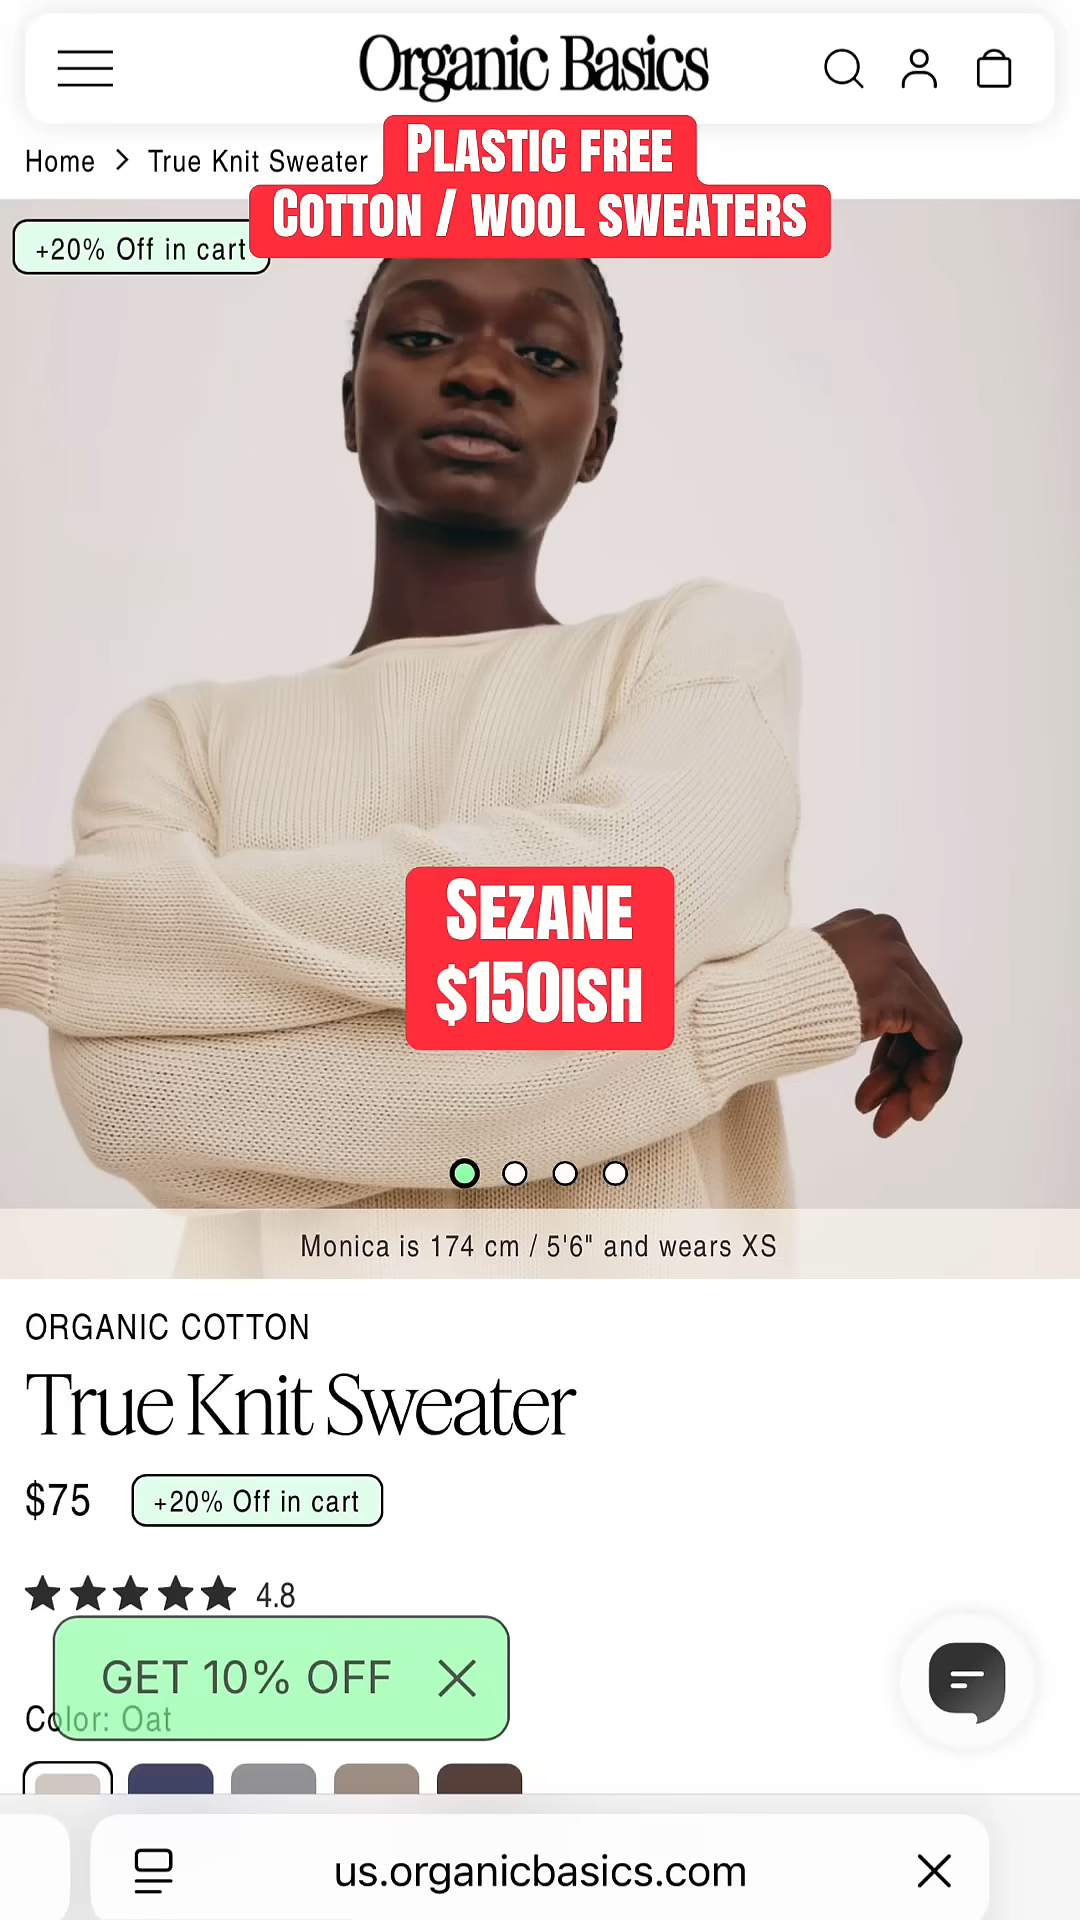 Organic Basics
Home > True Knit Sweater
PLASTIC FREE
COTTON / WOOL SWEATERS
+20% Off in cart
SEZANE
$150ISH
Monica is 174 cm / 5'6" and wears XS
ORGANIC COTTON
True Knit Sweater
$75 +20% Off in cart
4.8
GET 10% OFF
Color: Oat
us.organicbasics.com